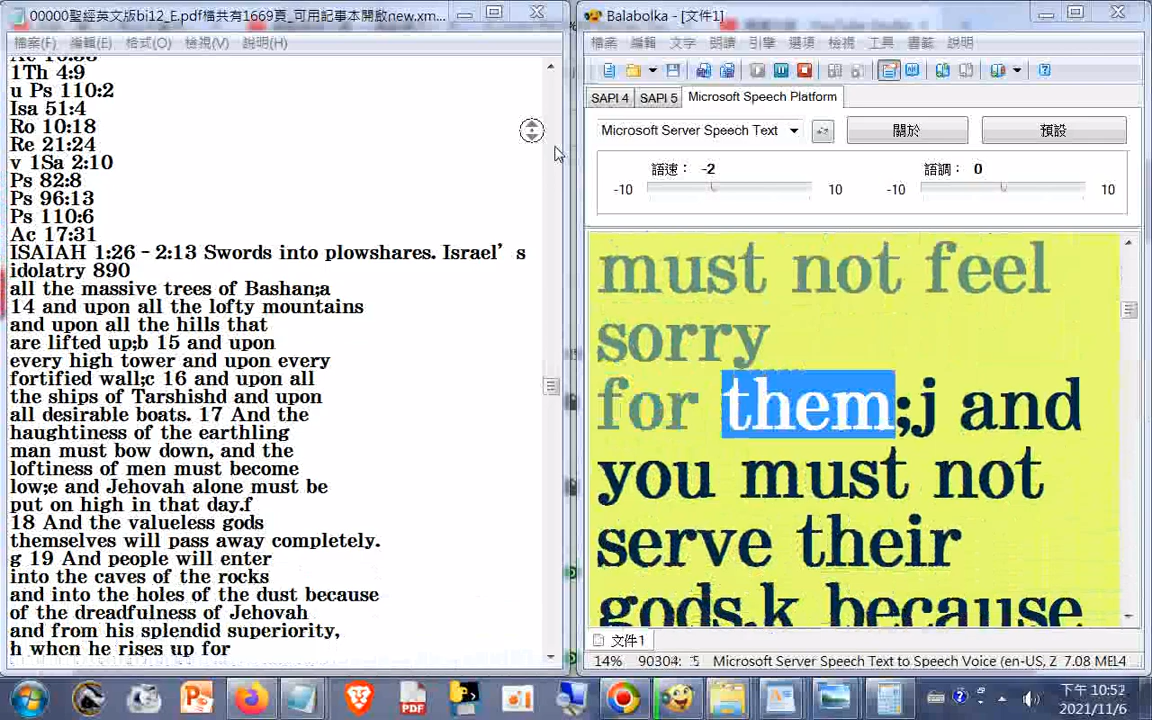 00000聖經英文版bi12_E.pdf檔共有1669頁_可用記事本開啟new.xm...
檔案(F) 編輯(E) 格式(O) 檢視(V) 說明(H)
1Th 4:9
u Ps 110:2
Isa 51:4
Ro 10:18
Re 21:24
v 1Sa 2:10
Ps 82:8
Ps 96:13
Ps 110:6
Ac 17:31
ISAIAH 1:26 – 2:13 Swords into plowshares. Israel’s
idolatry 890
all the massive trees of Bashan;a
14 and upon all the lofty mountains
and upon all the hills that
are lifted up;b 15 and upon
every high tower and upon every
fortified wall;c 16 and upon all
the ships of Tarshishd and upon
all desirable boats. 17 And the
haughtiness of the earthling
man must bow down, and the
loftiness of men must become
low;e and Jehovah alone must be
put on high in that day.f
18 And the valueless gods
themselves will pass away completely.
g 19 And people will enter
into the caves of the rocks
and into the holes of the dust because
of the dreadfulness of Jehovah
and from his splendid superiority,
h when he rises up for
Balabolka - [文件1]
檔案 編輯 文字 朗讀 引擎 選項 檢視 工具 書籤 說明
SAPI 4 SAPI 5 Microsoft Speech Platform
Microsoft Server Speech Text 關於 預設
語速： -2 語調： 0
-10 10 -10 10
must not feel
sorry
for them;j and
you must not
serve their
gods,k because
文件1
14% Microsoft Server Speech Text to Speech Voice (en-US, Z
下午 10:52
2021/11/6